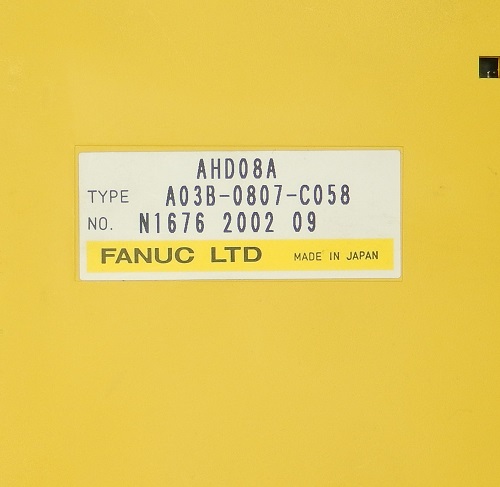 AHD08A
TYPE A03B-0807-C058
NO. N1676 2002 09
FANUC LTD MADE IN JAPAN